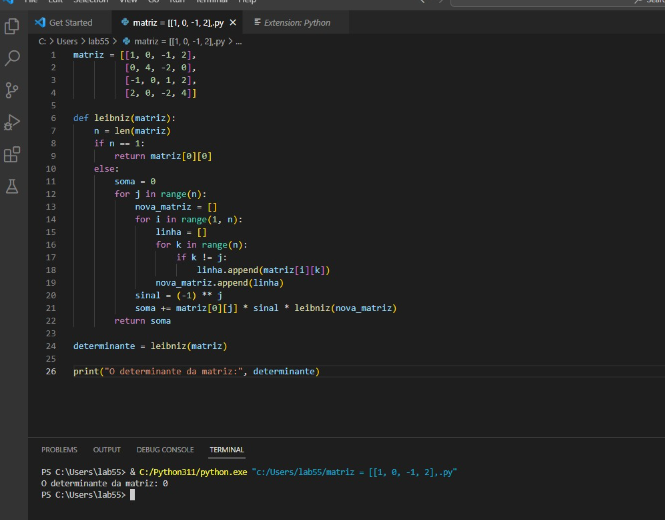 File Edit Selection View Go Run Terminal Help
Get Started matriz = [[1, 0, -1, 2],.py Extension: Python
C: > Users > lab55 > matriz = [[1, 0, -1, 2],.py > ...
1 matriz = [[1, 0, -1, 2],
2 [0, 4, -2, 0],
3 [-1, 0, 1, 2],
4 [2, 0, -2, 4]]
5
6 def leibniz(matriz):
7 n = len(matriz)
8 if n == 1:
9 return matriz[0][0]
10 else:
11 soma = 0
12 for j in range(n):
13 nova_matriz = []
14 for i in range(1, n):
15 linha = []
16 for k in range(n):
17 if k != j:
18 linha.append(matriz[i][k])
19 nova_matriz.append(linha)
20 sinal = (-1) ** j
21 soma += matriz[0][j] * sinal * leibniz(nova_matriz)
22 return soma
23
24 determinante = leibniz(matriz)
25
26 print("O determinante da matriz:", determinante)
PROBLEMS OUTPUT DEBUG CONSOLE TERMINAL
PS C:\Users\lab55> & C:/Python311/python.exe "c:/Users/lab55/matriz = [[1, 0, -1, 2],.py"
O determinante da matriz: 0
PS C:\Users\lab55>